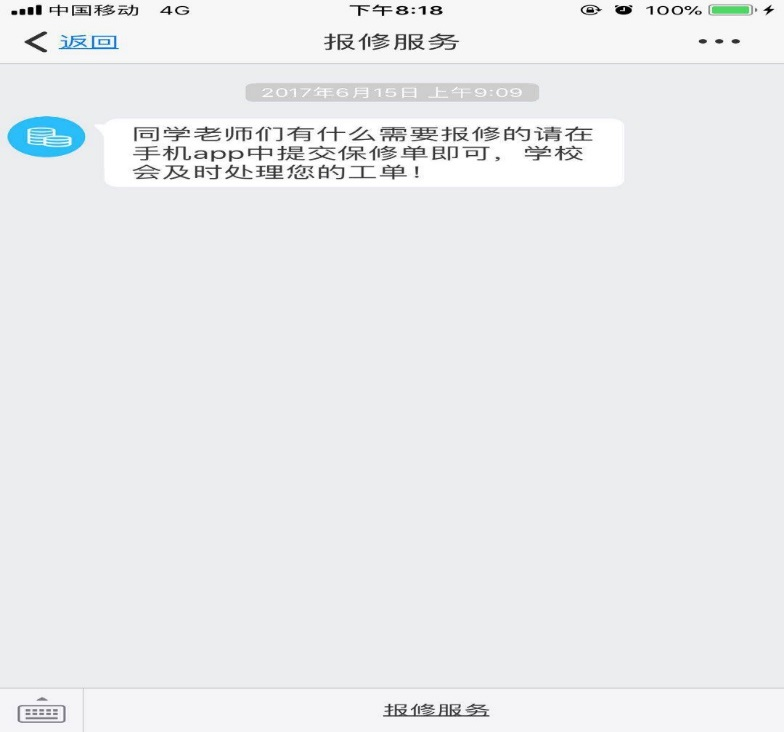 中国移动 4G 下午8:18 100%
返回 报修服务
2017年6月15日 上午9:09
同学老师们有什么需要报修的请在
手机app中提交保修单即可，学校
会及时处理您的工单！
报修服务